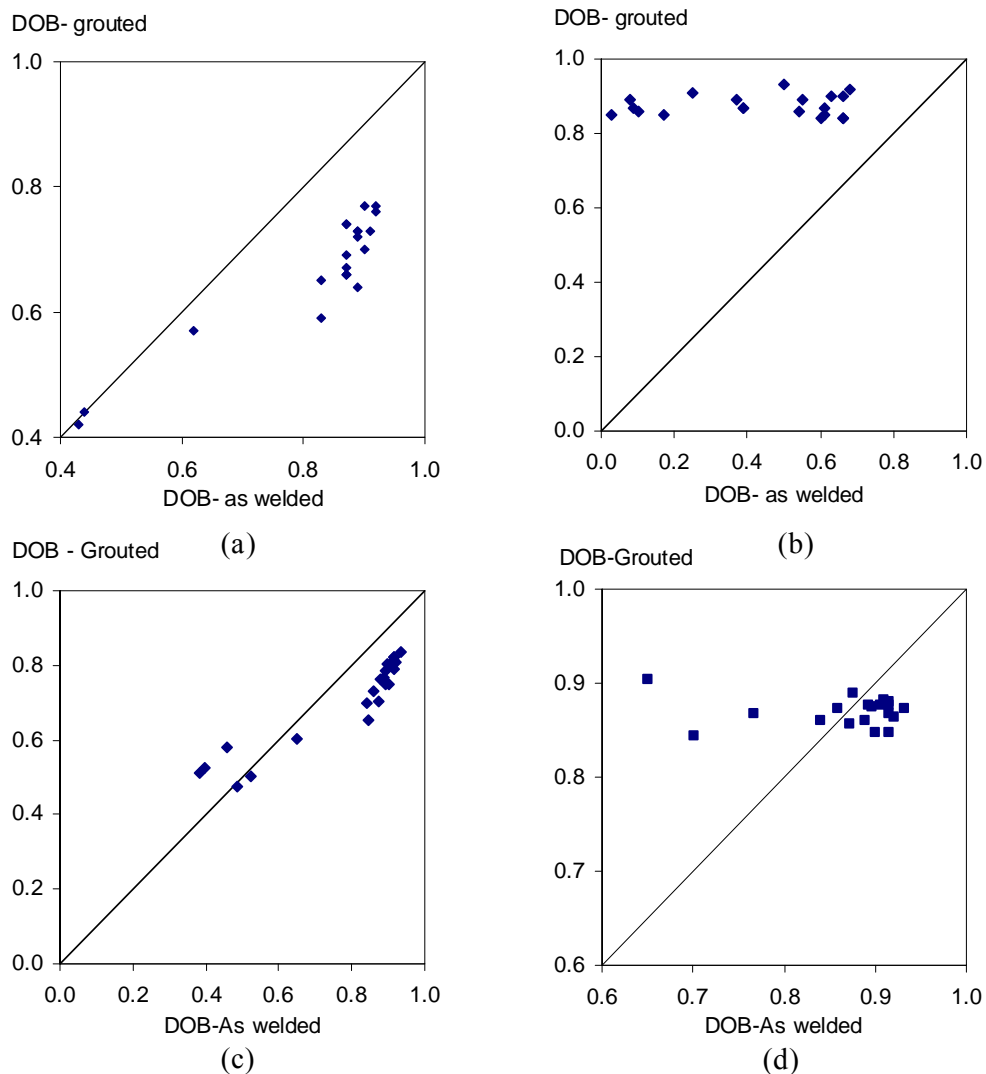 DOB- grouted
1.0
0.8
0.6
0.4
0.4 0.6 0.8 1.0
DOB- as welded
(a)
DOB- grouted
1.0
0.8
0.6
0.4
0.2
0.0
0.0 0.2 0.4 0.6 0.8 1.0
DOB- as welded
(b)
DOB - Grouted
1.0
0.8
0.6
0.4
0.2
0.0
0.0 0.2 0.4 0.6 0.8 1.0
DOB-As welded
(c)
DOB-Grouted
1.0
0.9
0.8
0.7
0.6
0.6 0.7 0.8 0.9 1.0
DOB-As welded
(d)